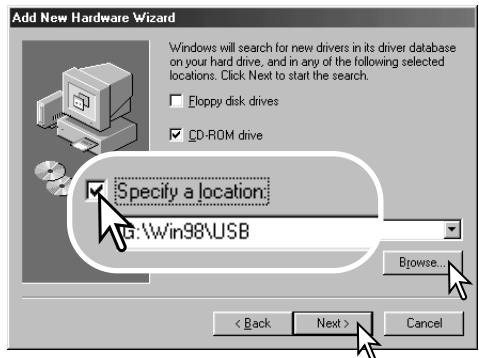 Add New Hardware Wizard
Windows will search for new drivers in its driver database
on your hard drive, and in any of the following selected
locations. Click Next to start the search.
Floppy disk drives
CD-ROM drive
Specify a location:
G:\Win98\USB
Browse...
< Back
Next >
Cancel